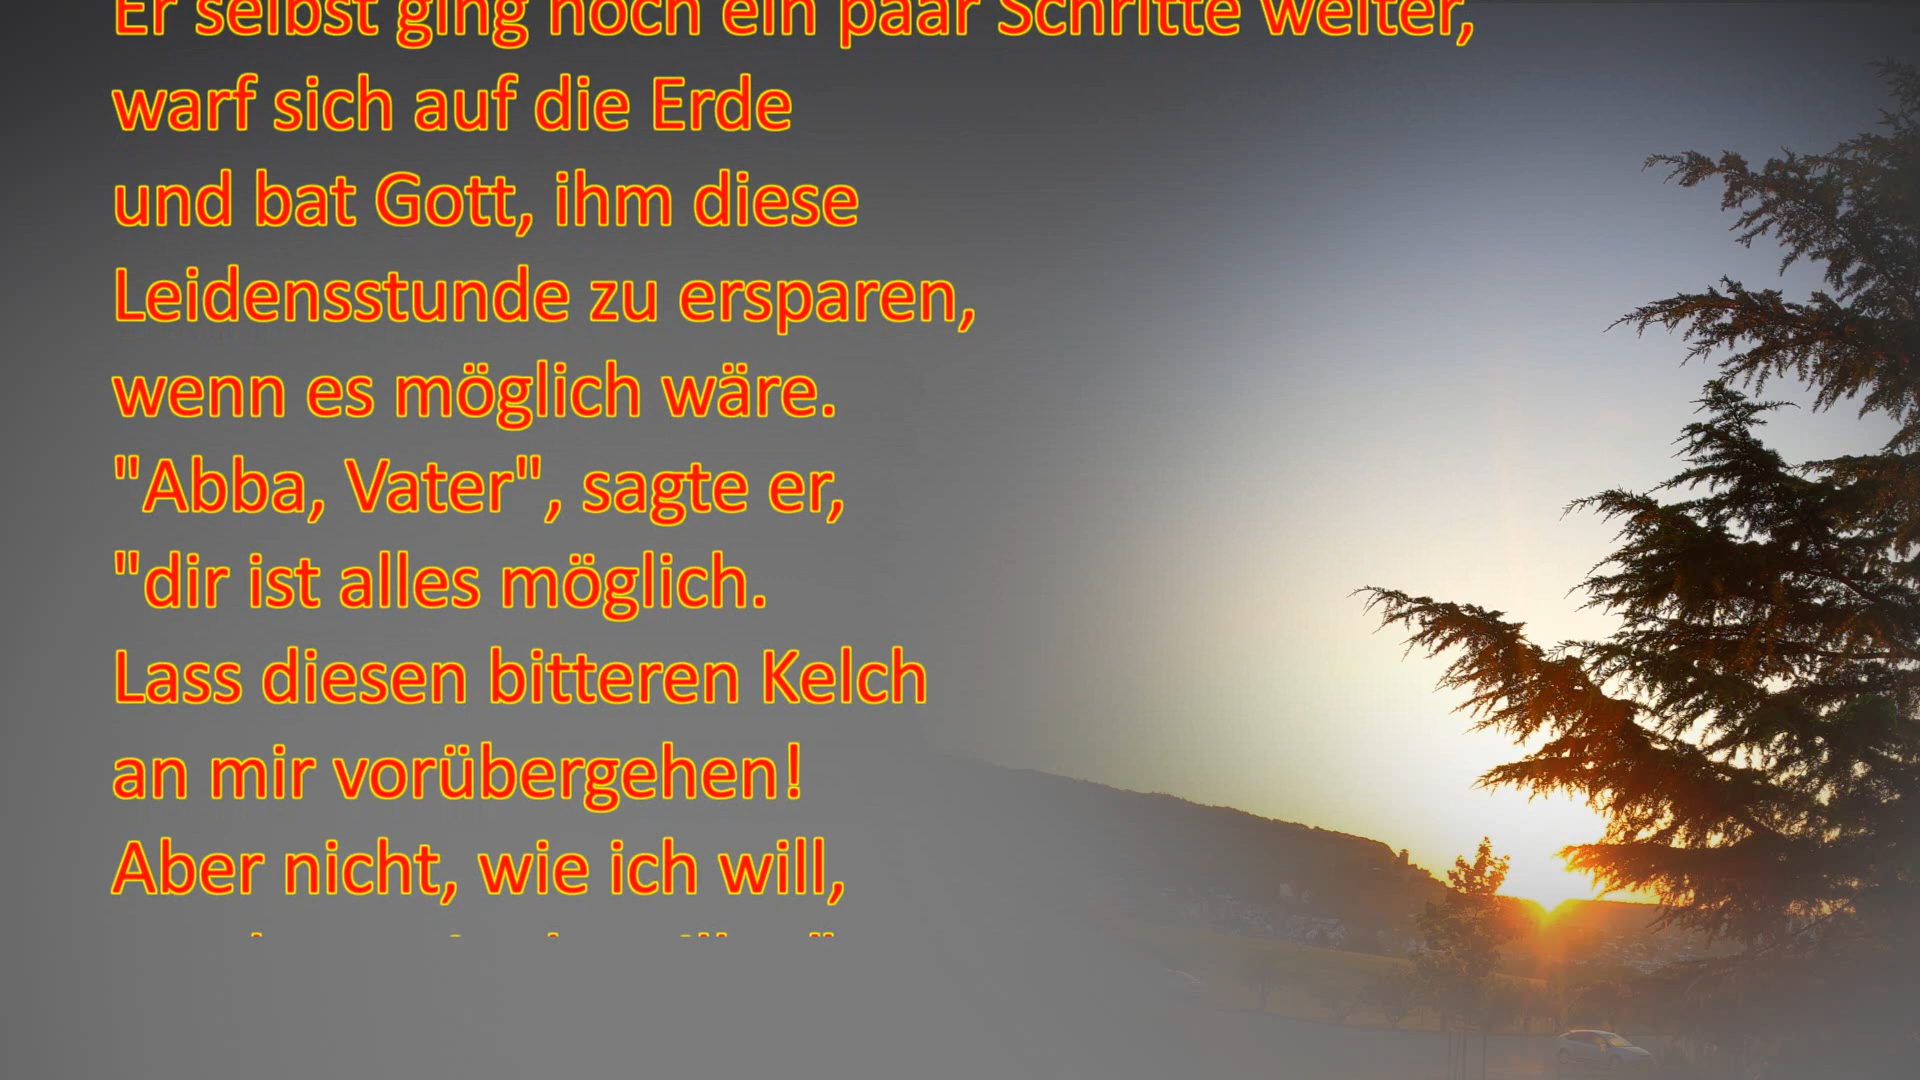 Er selbst ging noch ein paar Schritte weiter,
warf sich auf die Erde
und bat Gott, ihm diese
Leidensstunde zu ersparen,
wenn es möglich wäre.
"Abba, Vater", sagte er,
"dir ist alles möglich.
Lass diesen bitteren Kelch
an mir vorübergehen!
Aber nicht, wie ich will,